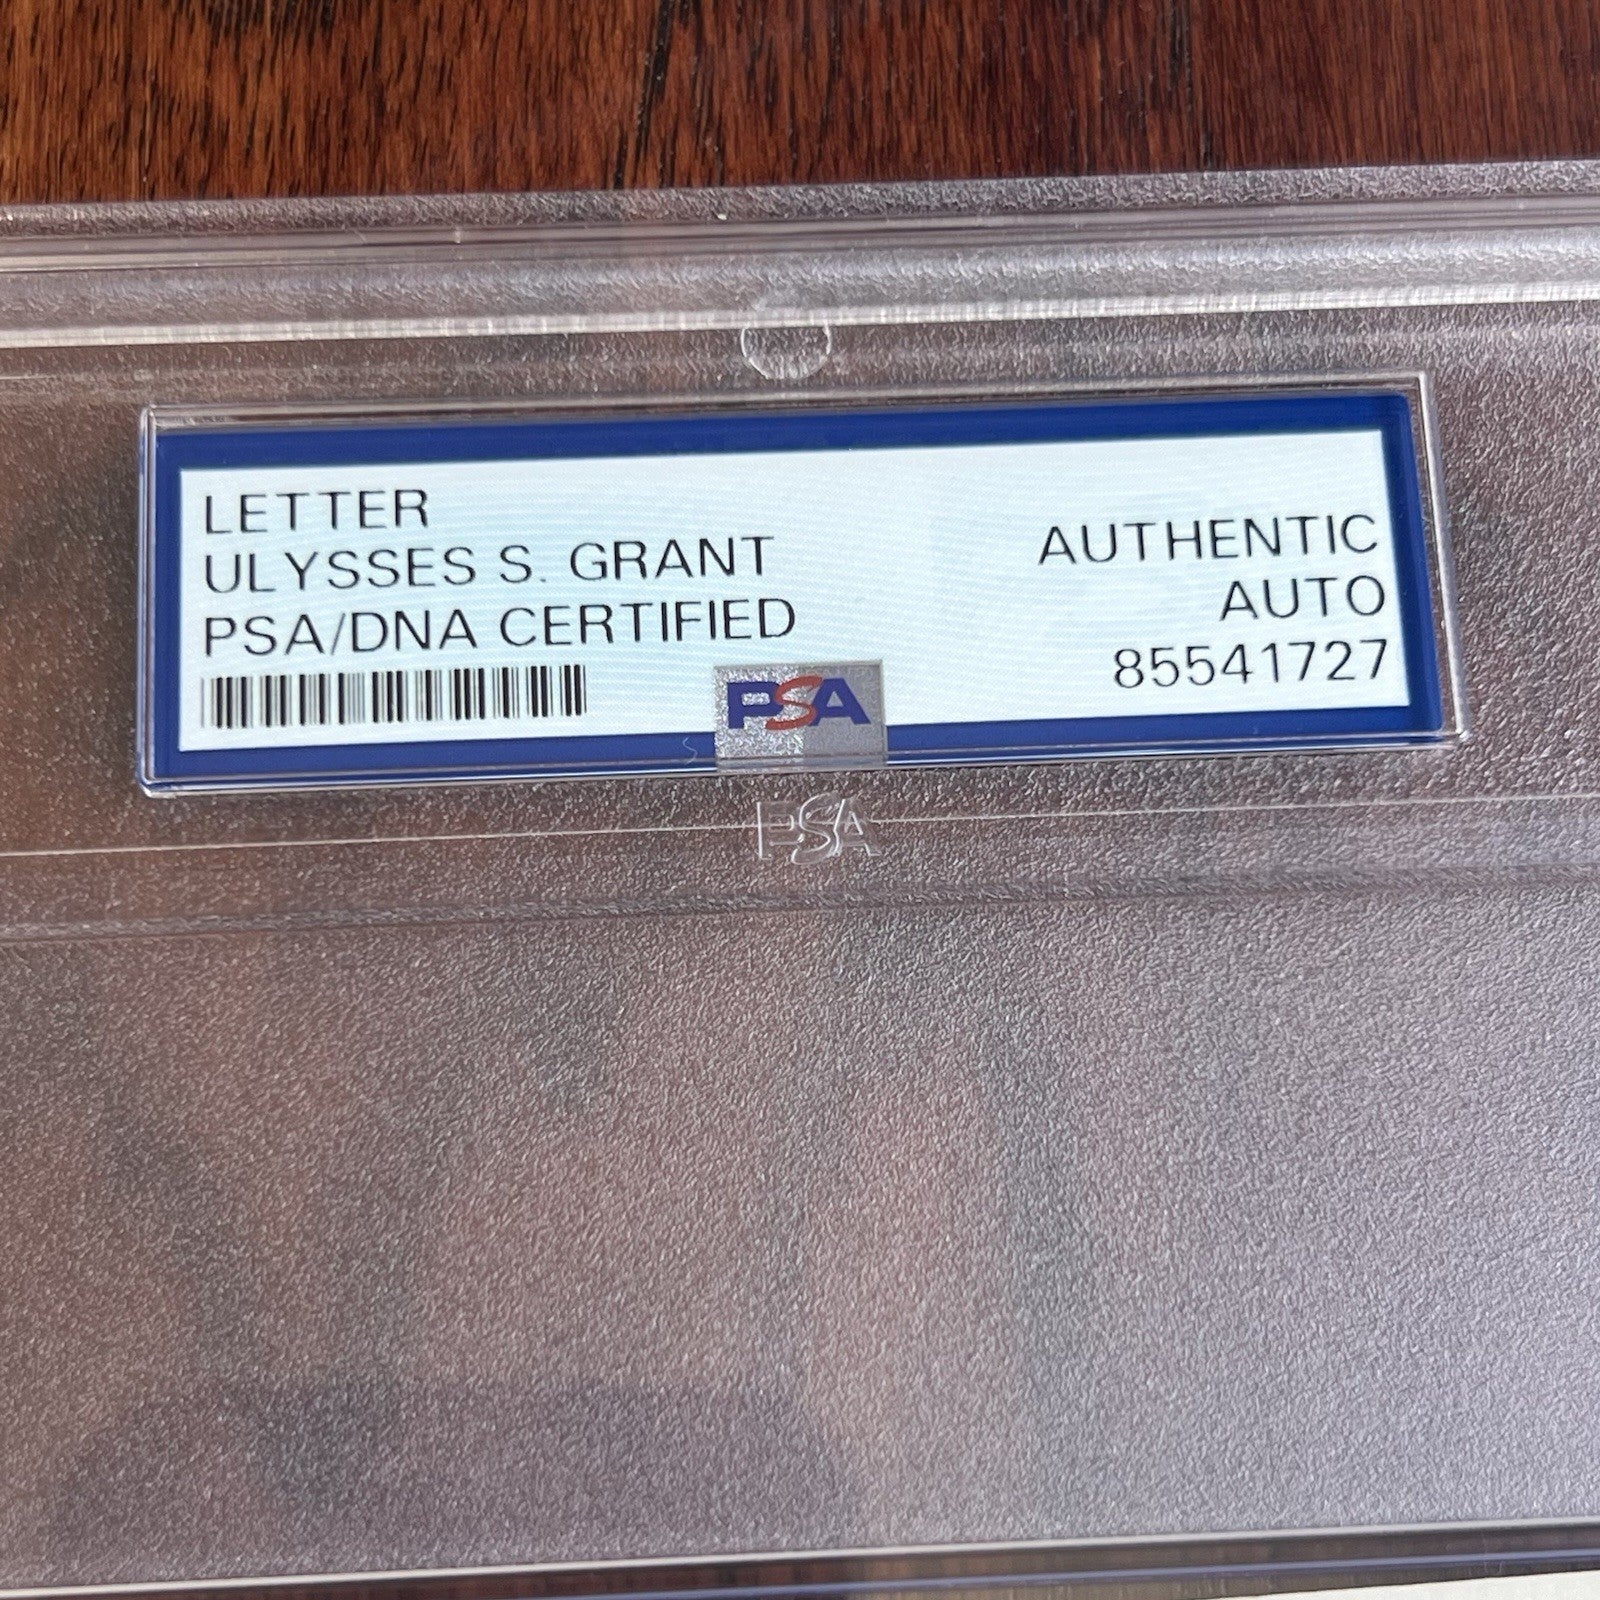 LETTER
ULYSSES S. GRANT
PSA/DNA CERTIFIED
AUTHENTIC
AUTO
85541727
PSA
PSA